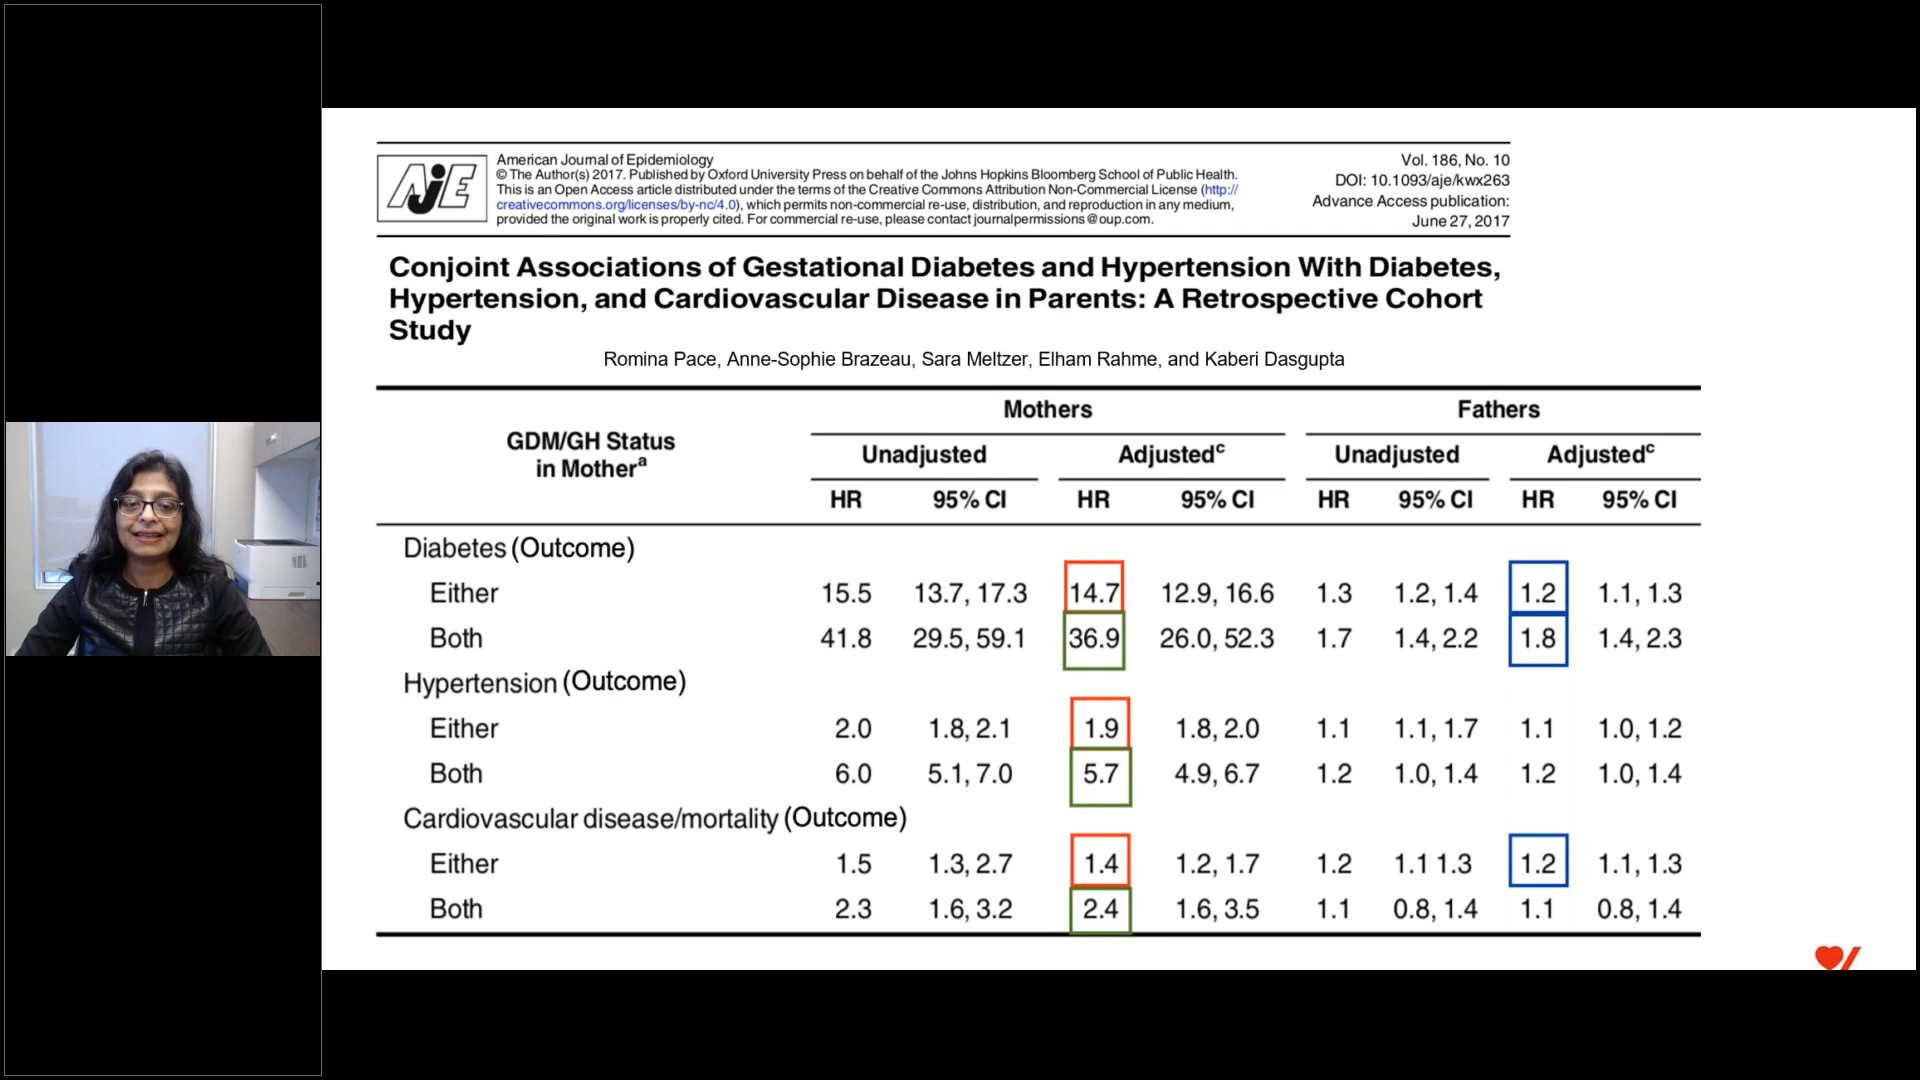 AJE
American Journal of Epidemiology
© The Author(s) 2017. Published by Oxford University Press on behalf of the Johns Hopkins Bloomberg School of Public Health.
This is an Open Access article distributed under the terms of the Creative Commons Attribution Non-Commercial License (http://
creativecommons.org/licenses/by-nc/4.0), which permits non-commercial re-use, distribution, and reproduction in any medium,
provided the original work is properly cited. For commercial re-use, please contact journalpermissions@oup.com.
Vol. 186, No. 10
DOI: 10.1093/aje/kwx263
Advance Access publication:
June 27, 2017
Conjoint Associations of Gestational Diabetes and Hypertension With Diabetes,
Hypertension, and Cardiovascular Disease in Parents: A Retrospective Cohort
Study
Romina Pace, Anne-Sophie Brazeau, Sara Meltzer, Elham Rahme, and Kaberi Dasgupta
GDM/GH Status
in Mother^a
Mothers Fathers
Unadjusted Adjusted^c Unadjusted Adjusted^c
HR 95% CI HR 95% CI HR 95% CI HR 95% CI
Diabetes (Outcome)
Either 15.5 13.7, 17.3 14.7 12.9, 16.6 1.3 1.2, 1.4 1.2 1.1, 1.3
Both 41.8 29.5, 59.1 36.9 26.0, 52.3 1.7 1.4, 2.2 1.8 1.4, 2.3
Hypertension (Outcome)
Either 2.0 1.8, 2.1 1.9 1.8, 2.0 1.1 1.1, 1.7 1.1 1.0, 1.2
Both 6.0 5.1, 7.0 5.7 4.9, 6.7 1.2 1.0, 1.4 1.2 1.0, 1.4
Cardiovascular disease/mortality (Outcome)
Either 1.5 1.3, 2.7 1.4 1.2, 1.7 1.2 1.1 1.3 1.2 1.1, 1.3
Both 2.3 1.6, 3.2 2.4 1.6, 3.5 1.1 0.8, 1.4 1.1 0.8, 1.4